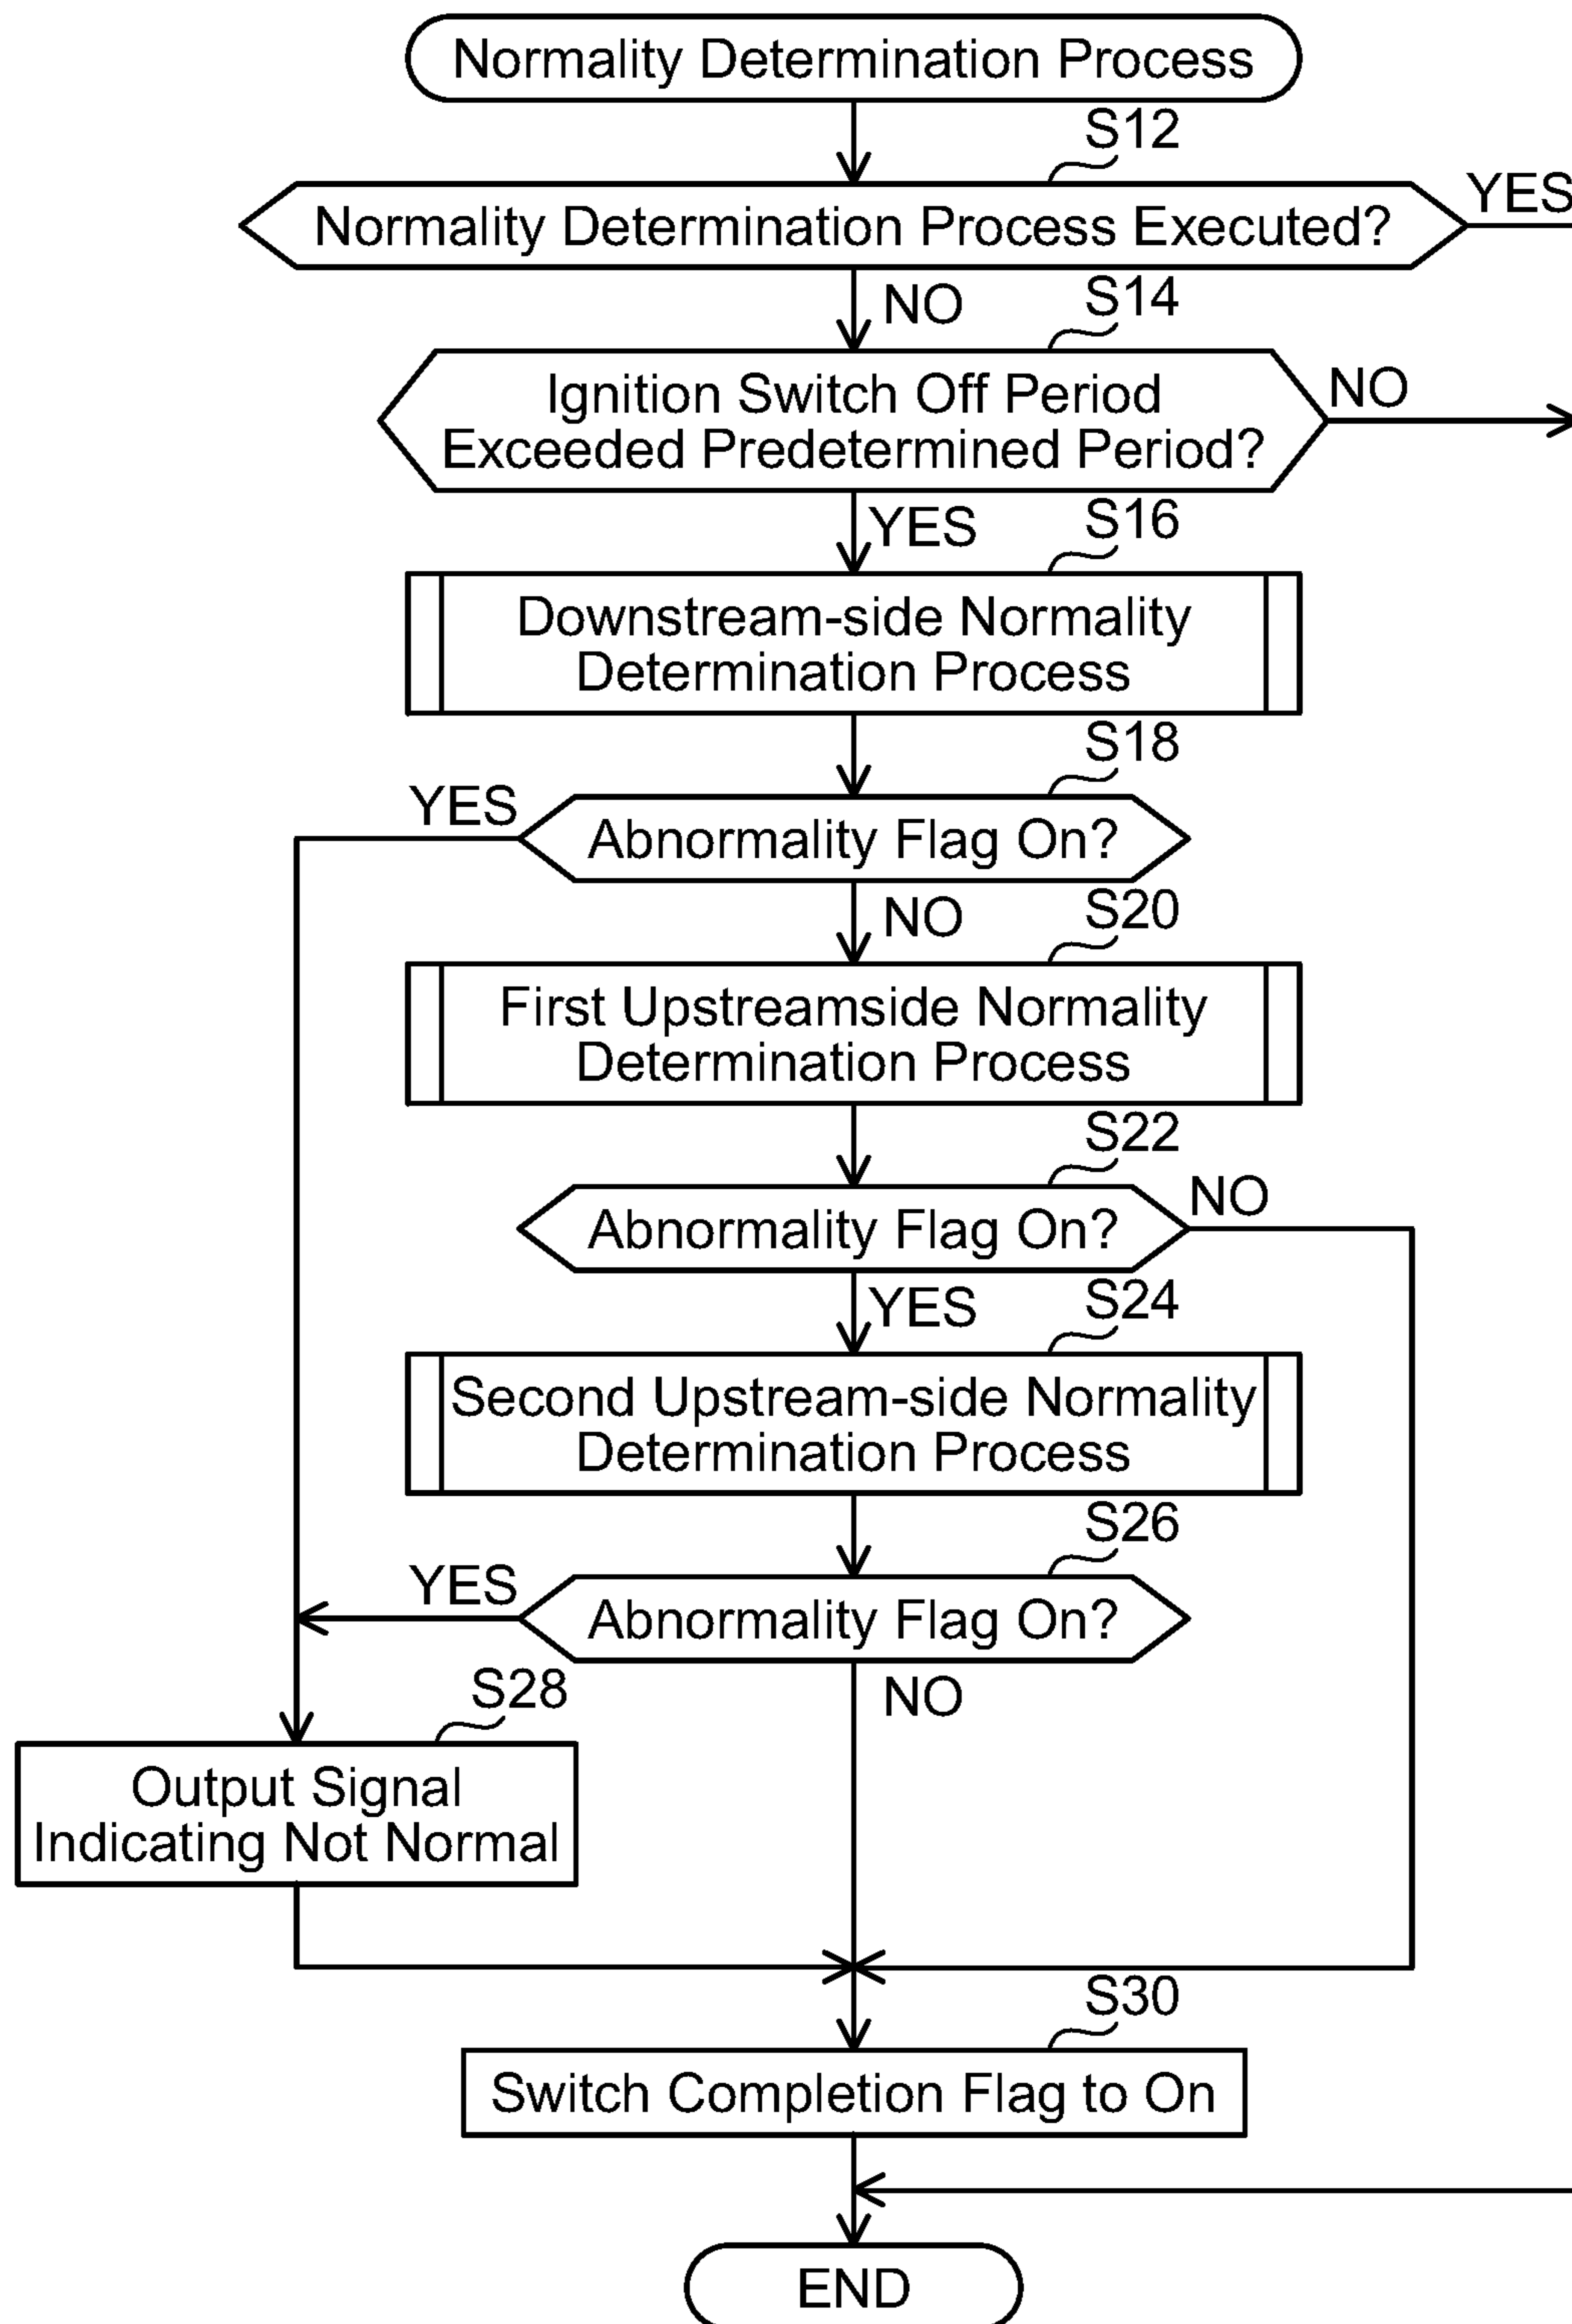 Normality Determination Process
S12
Normality Determination Process Executed?
YES
NO
S14
Ignition Switch Off Period
Exceeded Predetermined Period?
NO
YES
S16
Downstream-side Normality
Determination Process
S18
YES
Abnormality Flag On?
NO
S20
First Upstreamside Normality
Determination Process
S22
Abnormality Flag On?
NO
YES
S24
Second Upstream-side Normality
Determination Process
S26
YES
Abnormality Flag On?
NO
S28
Output Signal
Indicating Not Normal
S30
Switch Completion Flag to On
END